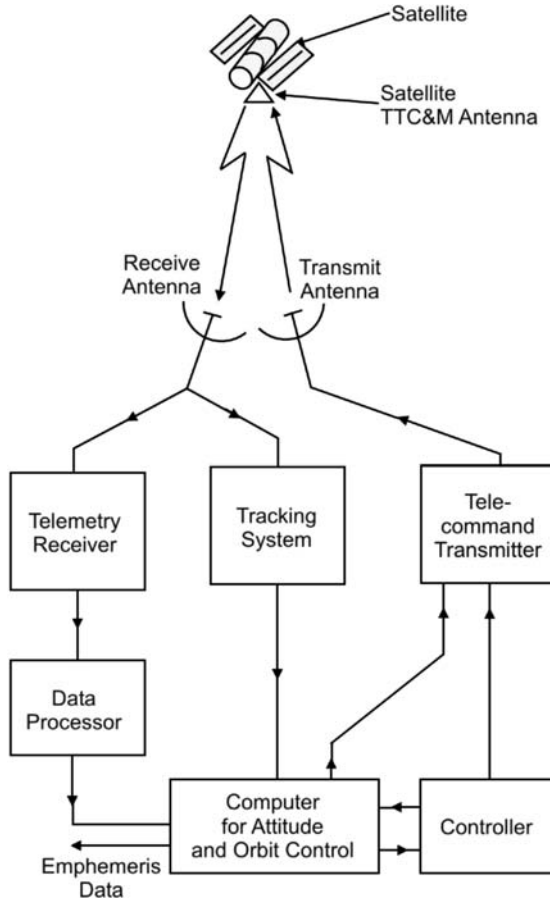 Satellite
Satellite
TTC&M Antenna
Receive
Antenna
Transmit
Antenna
Telemetry
Receiver
Tracking
System
Tele-
command
Transmitter
Data
Processor
Computer
for Attitude
and Orbit Control
Controller
Emphemeris
Data